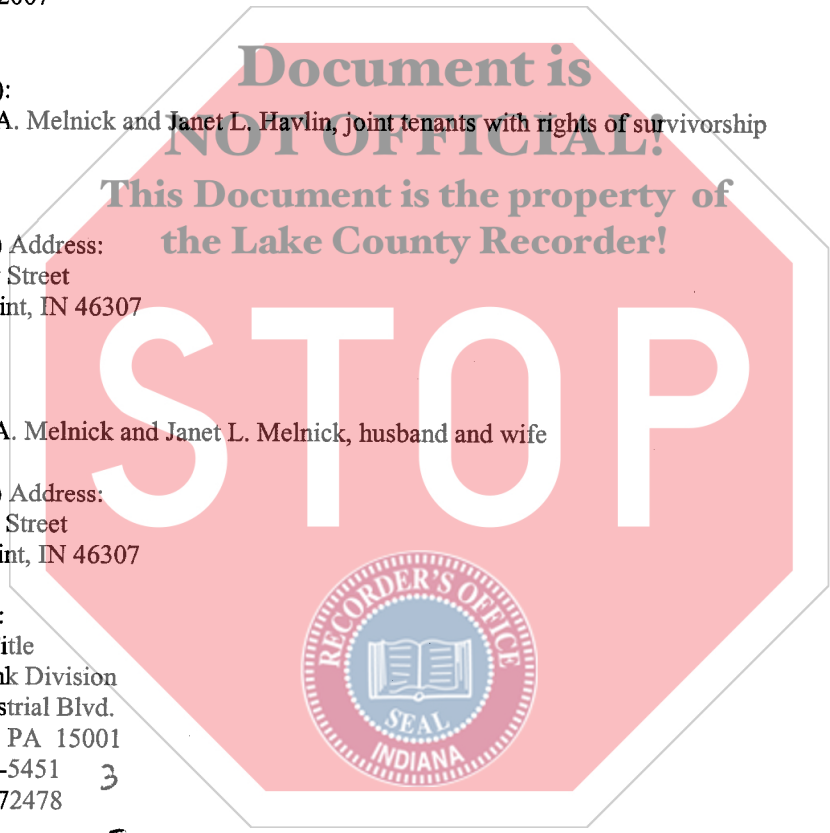 2007
Document is
):
A. Melnick and Janet L. Havlin, joint tenants with rights of survivorship
NOT OFFICIAL!
This Document is the property of
the Lake County Recorder!
) Address:
Street
int, IN 46307
STOP
A. Melnick and Janet L. Melnick, husband and wife
) Address:
Street
int, IN 46307
:
itle
nk Division
strial Blvd.
PA 15001
-5451 3
72478
RECORDER'S OFFICE
SEAL
INDIANA